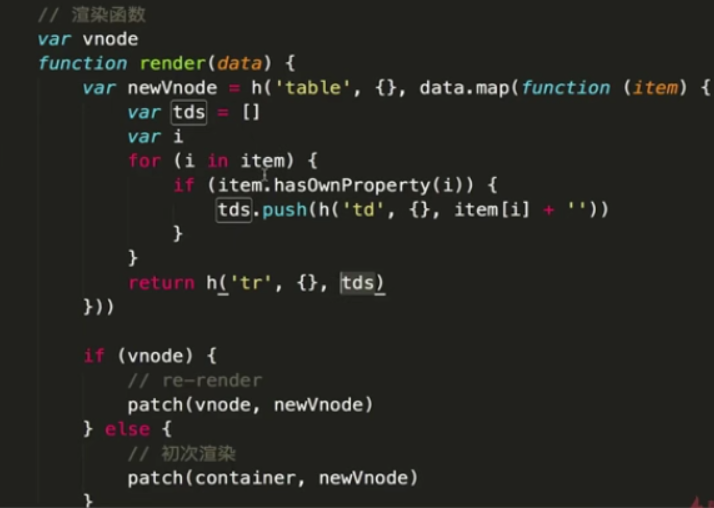 // 渲染函数
var vnode
function render(data) {
    var newVnode = h('table', {}, data.map(function (item) {
        var tds = []
        var i
        for (i in item) {
            if (item.hasOwnProperty(i)) {
                tds.push(h('td', {}, item[i] + ''))
            }
        }
        return h('tr', {}, tds)
    }))

    if (vnode) {
        // re-render
        patch(vnode, newVnode)
    } else {
        // 初次渲染
        patch(container, newVnode)
    }